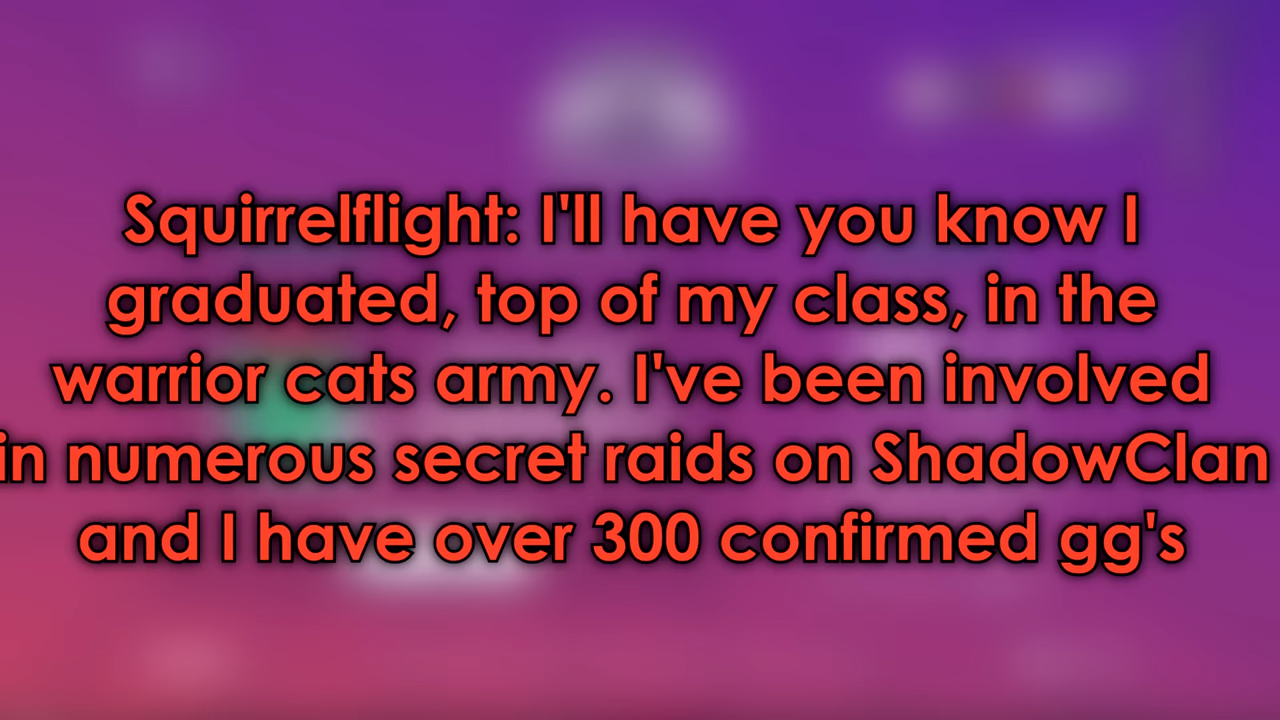 Squirrelflight: I'll have you know I
graduated, top of my class, in the
warrior cats army. I've been involved
in numerous secret raids on ShadowClan
and I have over 300 confirmed gg's